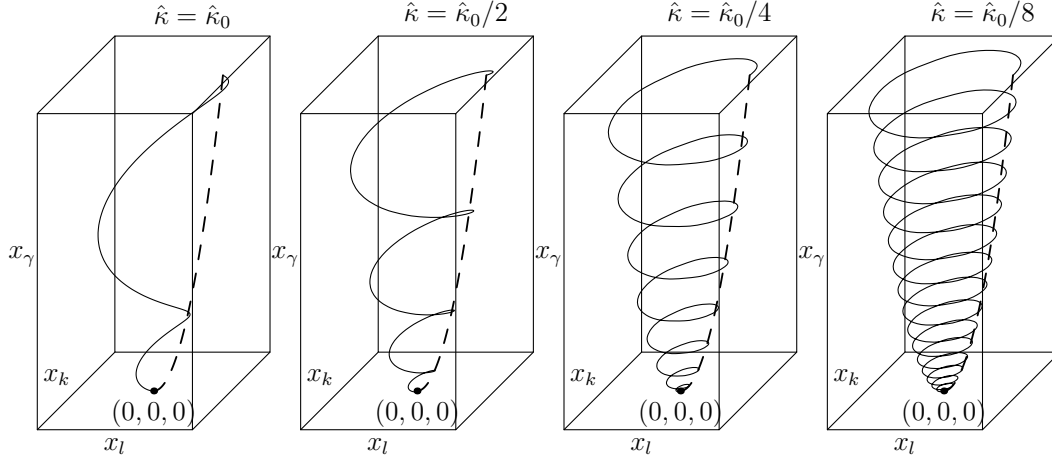 κ̂ = κ̂₀
κ̂ = κ̂₀/2
κ̂ = κ̂₀/4
κ̂ = κ̂₀/8
x_γ
x_γ
x_γ
x_γ
x_k
x_k
x_k
x_k
(0, 0, 0)
(0, 0, 0)
(0, 0, 0)
(0, 0, 0)
x_l
x_l
x_l
x_l